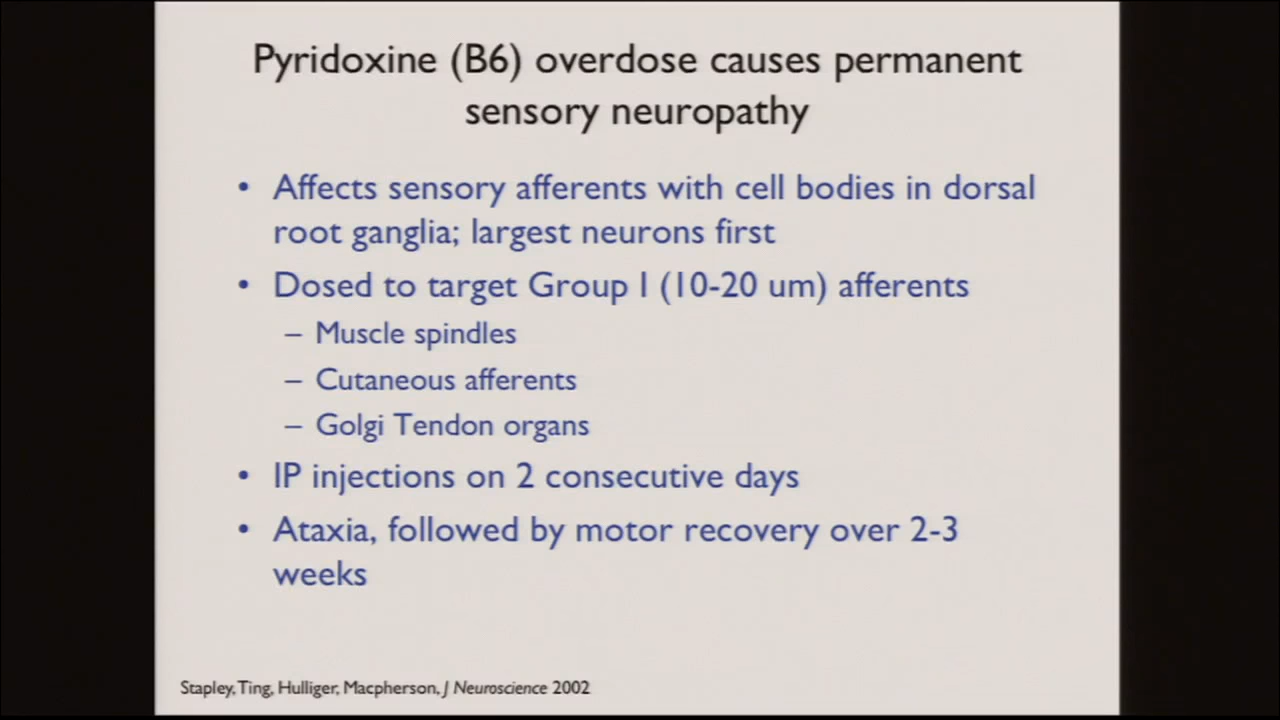 Pyridoxine (B6) overdose causes permanent
sensory neuropathy
• Affects sensory afferents with cell bodies in dorsal
root ganglia; largest neurons first
• Dosed to target Group I (10-20 um) afferents
– Muscle spindles
– Cutaneous afferents
– Golgi Tendon organs
• IP injections on 2 consecutive days
• Ataxia, followed by motor recovery over 2-3
weeks
Stapley, Ting, Hulliger, Macpherson, J Neuroscience 2002